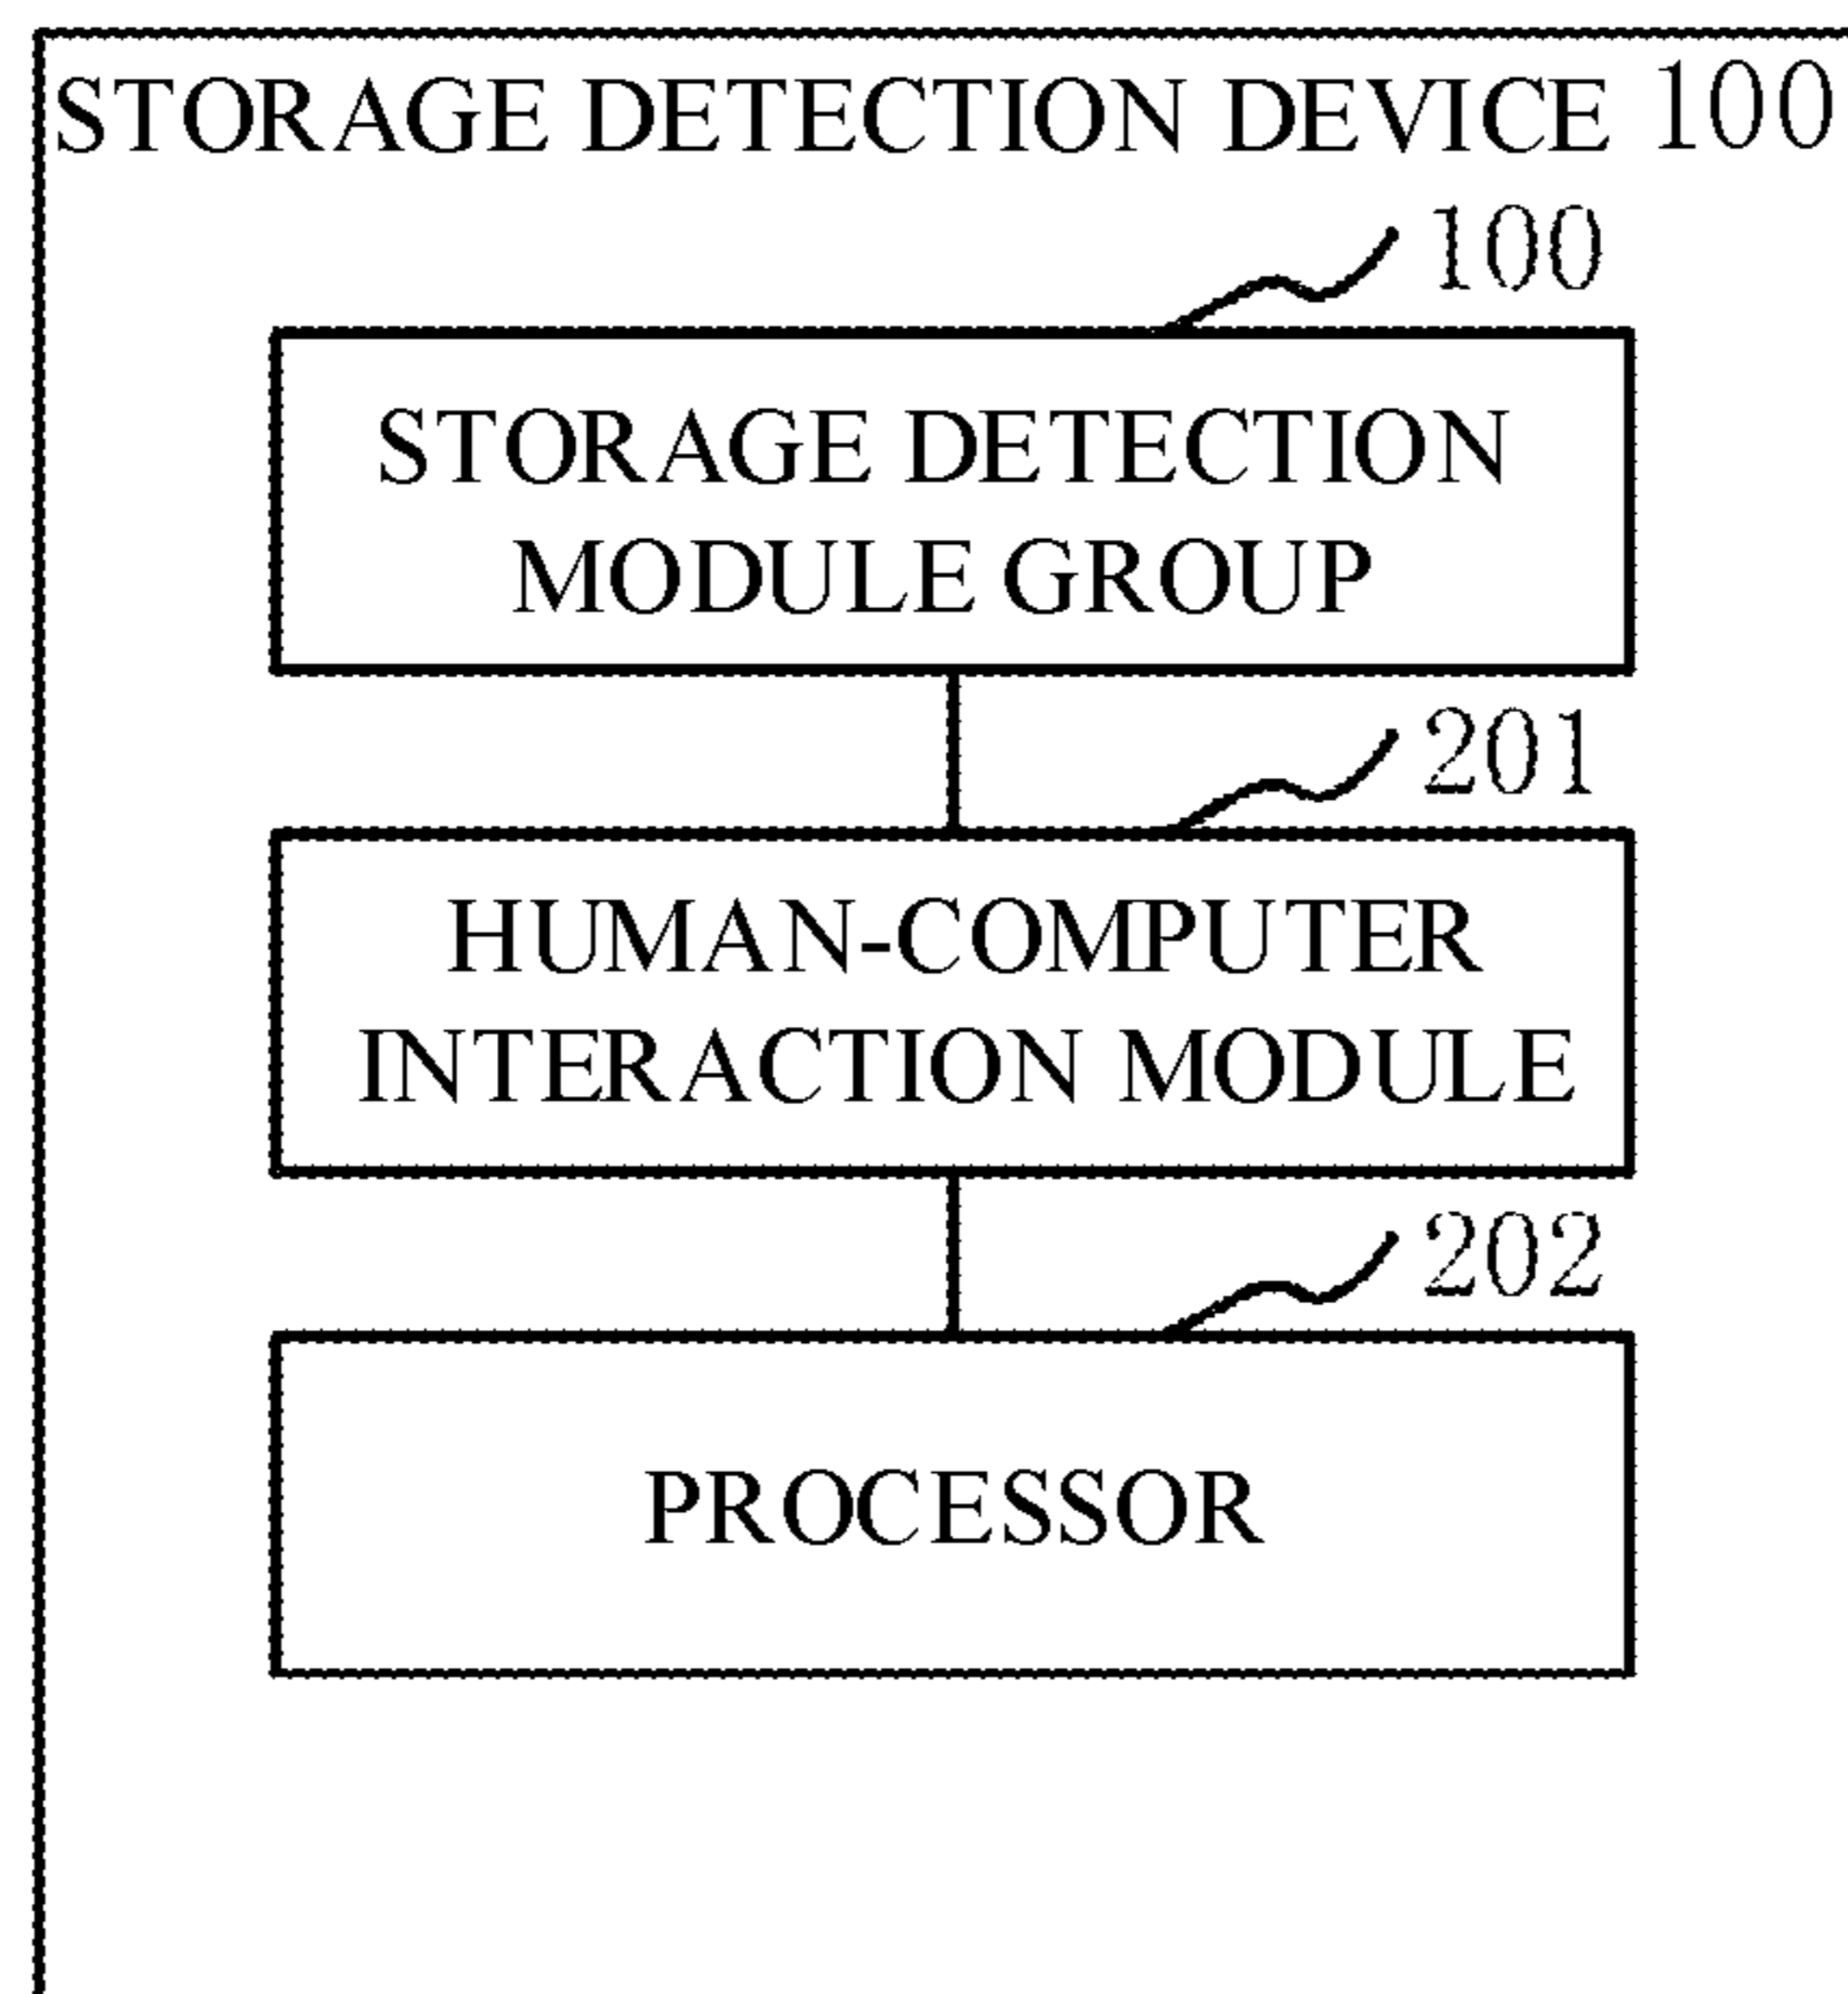 STORAGE DETECTION DEVICE 100
100
STORAGE DETECTION
MODULE GROUP
201
HUMAN-COMPUTER
INTERACTION MODULE
202
PROCESSOR